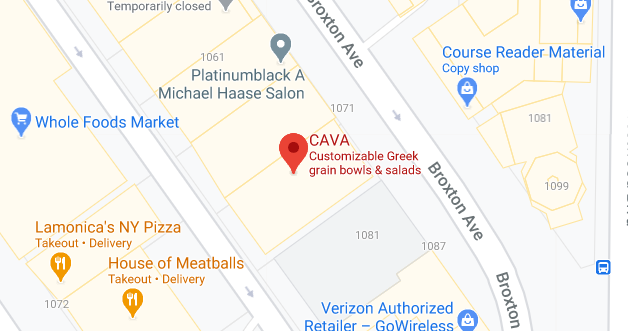 Temporarily closed
Broxton Ave
1061
Platinumblack A
Michael Haase Salon
Course Reader Material
Copy shop
1071
1081
Whole Foods Market
CAVA
Customizable Greek
grain bowls & salads
Broxton Ave
1099
Lamonica's NY Pizza
Takeout • Delivery
House of Meatballs
Takeout • Delivery
1081
1087
1072
Broxton
Verizon Authorized
Retailer – GoWireless